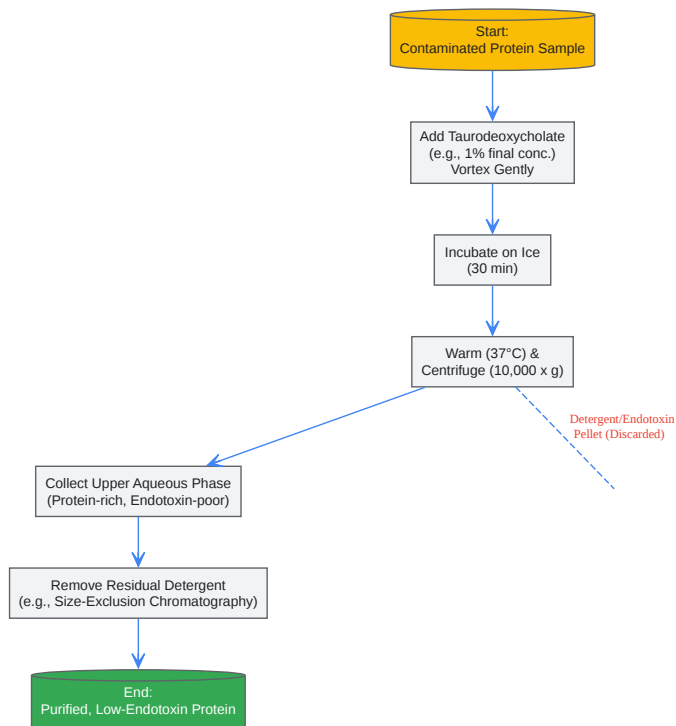 Start:
Contaminated Protein Sample
Add Taurodeoxycholate
(e.g., 1% final conc.)
Vortex Gently
Incubate on Ice
(30 min)
Warm (37°C) &
Centrifuge (10,000 x g)
Detergent/Endotoxin
Pellet (Discarded)
Collect Upper Aqueous Phase
(Protein-rich, Endotoxin-poor)
Remove Residual Detergent
(e.g., Size-Exclusion Chromatography)
End:
Purified, Low-Endotoxin Protein